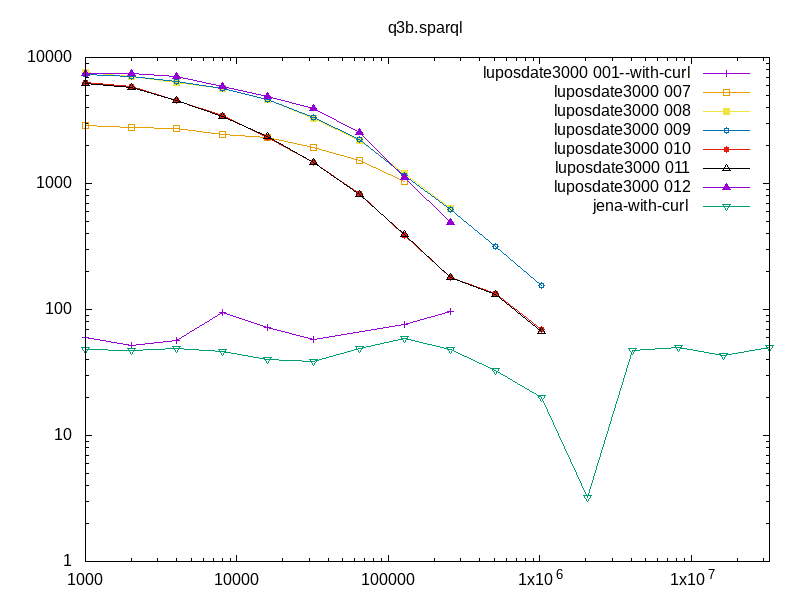 q3b.sparql
10000
1000
100
10
1
luposdate3000 001--with-curl
luposdate3000 007
luposdate3000 008
luposdate3000 009
luposdate3000 010
luposdate3000 011
luposdate3000 012
jena-with-curl
1000 10000 100000 1x10^6 1x10^7